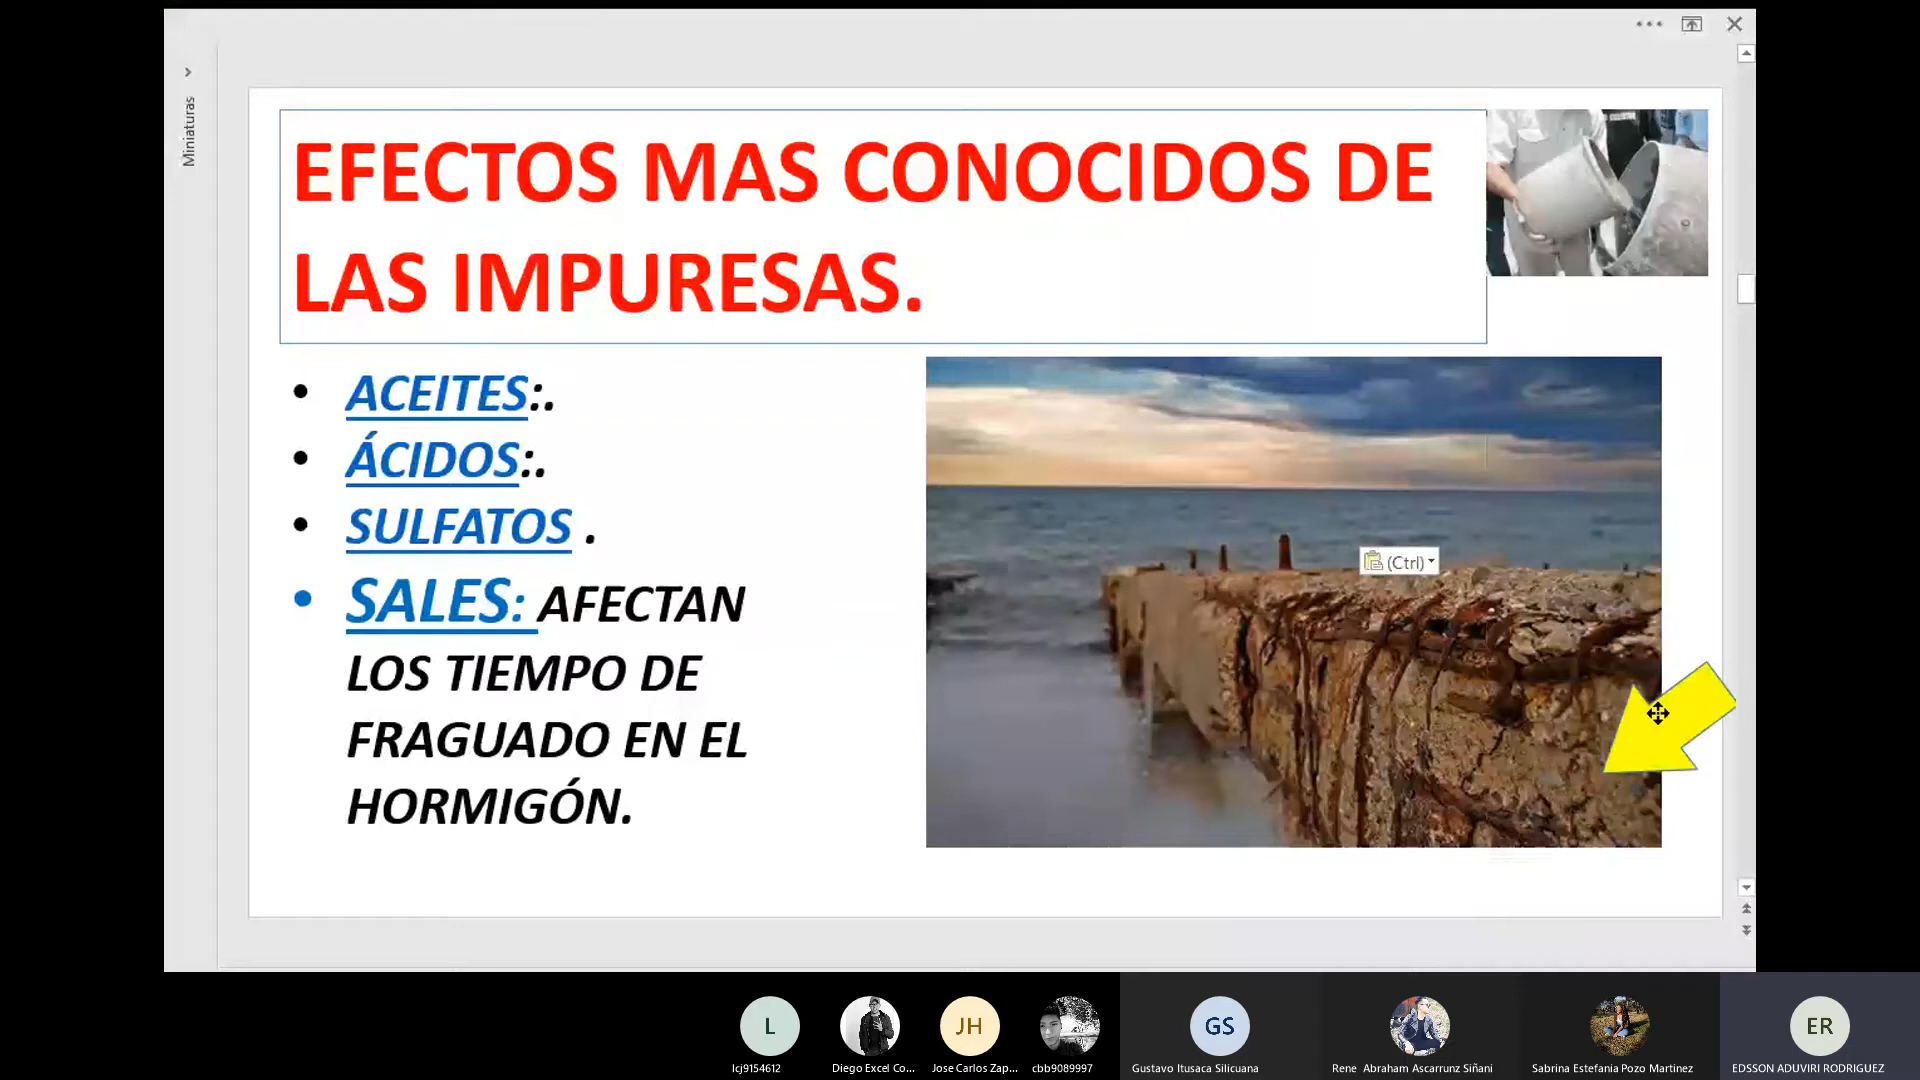 Miniaturas
EFECTOS MAS CONOCIDOS DE
LAS IMPURESAS.
• ACEITES:.
• ÁCIDOS:.
• SULFATOS .
• SALES: AFECTAN
LOS TIEMPO DE
FRAGUADO EN EL
HORMIGÓN.
(Ctrl)
L
JH
GS
ER
lcj9154612
Diego Excel Co...
Jose Carlos Zap...
cbb9089997
Gustavo Itusaca Silicuana
Rene Abraham Ascarrunz Siñani
Sabrina Estefania Pozo Martinez
EDSSON ADUVIRI RODRIGUEZ